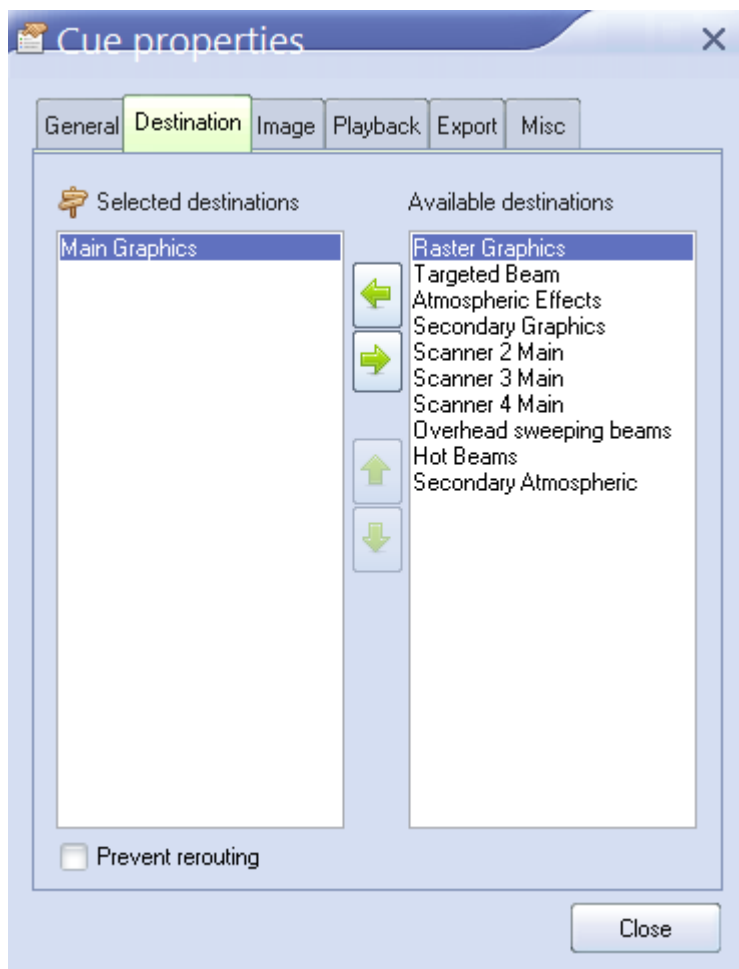 Cue properties
General Destination Image Playback Export Misc
Selected destinations
Main Graphics
Available destinations
Raster Graphics
Targeted Beam
Atmospheric Effects
Secondary Graphics
Scanner 2 Main
Scanner 3 Main
Scanner 4 Main
Overhead sweeping beams
Hot Beams
Secondary Atmospheric
Prevent rerouting
Close